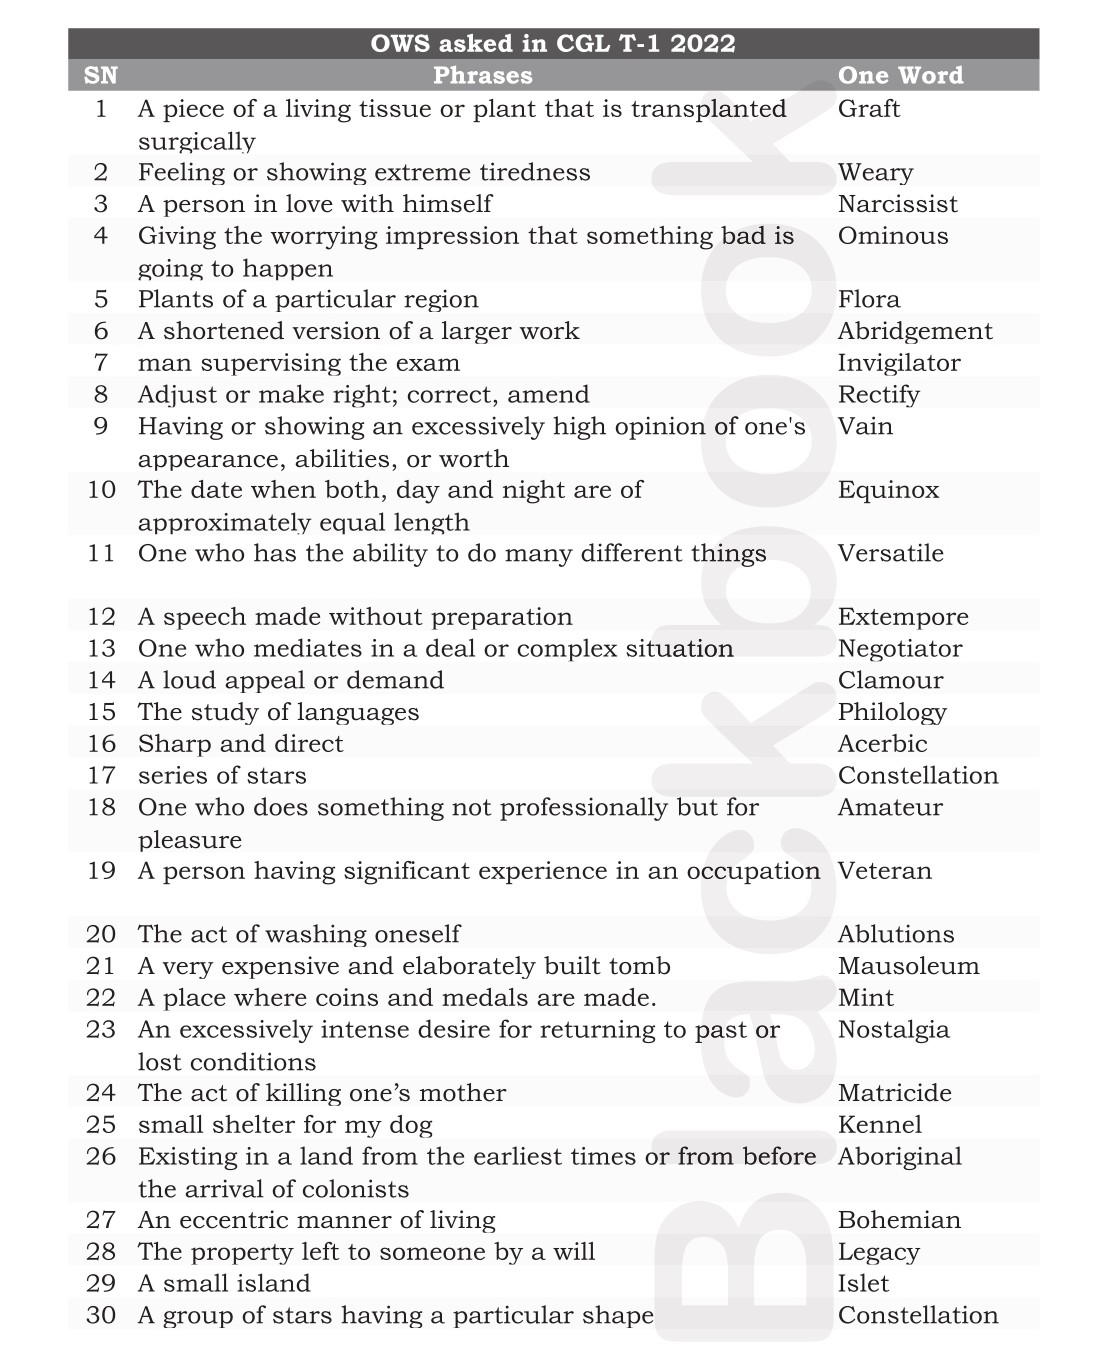 OWS asked in CGL T-1 2022
SN Phrases One Word
1 A piece of a living tissue or plant that is transplanted Graft
surgically
2 Feeling or showing extreme tiredness Weary
3 A person in love with himself Narcissist
4 Giving the worrying impression that something bad is Ominous
going to happen
5 Plants of a particular region Flora
6 A shortened version of a larger work Abridgement
7 man supervising the exam Invigilator
8 Adjust or make right; correct, amend Rectify
9 Having or showing an excessively high opinion of one's Vain
appearance, abilities, or worth
10 The date when both, day and night are of Equinox
approximately equal length
11 One who has the ability to do many different things Versatile
12 A speech made without preparation Extempore
13 One who mediates in a deal or complex situation Negotiator
14 A loud appeal or demand Clamour
15 The study of languages Philology
16 Sharp and direct Acerbic
17 series of stars Constellation
18 One who does something not professionally but for Amateur
pleasure
19 A person having significant experience in an occupation Veteran
20 The act of washing oneself Ablutions
21 A very expensive and elaborately built tomb Mausoleum
22 A place where coins and medals are made. Mint
23 An excessively intense desire for returning to past or Nostalgia
lost conditions
24 The act of killing one’s mother Matricide
25 small shelter for my dog Kennel
26 Existing in a land from the earliest times or from before Aboriginal
the arrival of colonists
27 An eccentric manner of living Bohemian
28 The property left to someone by a will Legacy
29 A small island Islet
30 A group of stars having a particular shape Constellation
Blackbook